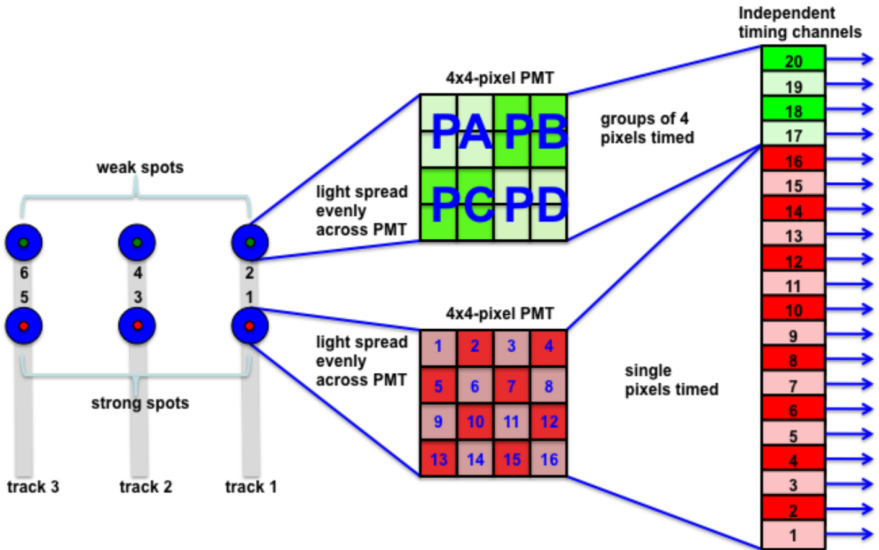 Independent
timing channels
4x4-pixel PMT
20
19
18
17
16
15
14
13
12
11
10
9
8
7
6
5
4
3
2
1
PA PB
PC PD
groups of 4
pixels timed
weak spots
light spread
evenly
across PMT
6 4 2
5 3 1
4x4-pixel PMT
light spread
evenly
across PMT
1 2 3 4
5 6 7 8
9 10 11 12
13 14 15 16
single
pixels timed
strong spots
track 3 track 2 track 1